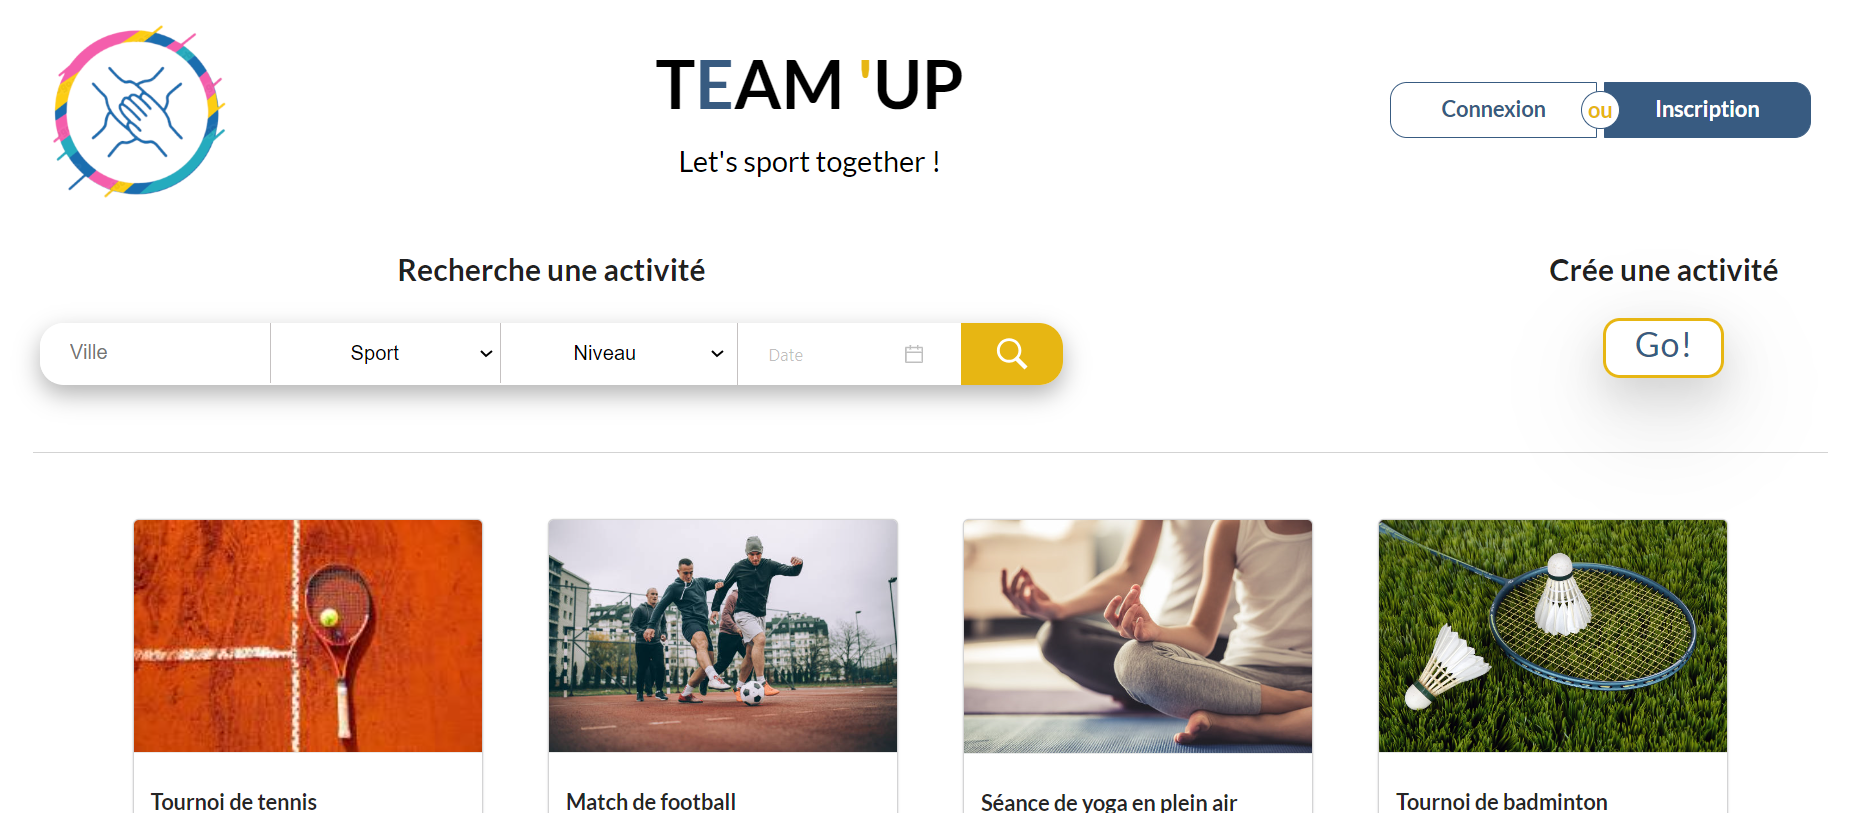 TEAM 'UP
Let's sport together !
Connexion ou Inscription
Recherche une activité
Crée une activité
Ville Sport Niveau Date
Go!
Tournoi de tennis
Match de football
Séance de yoga en plein air
Tournoi de badminton